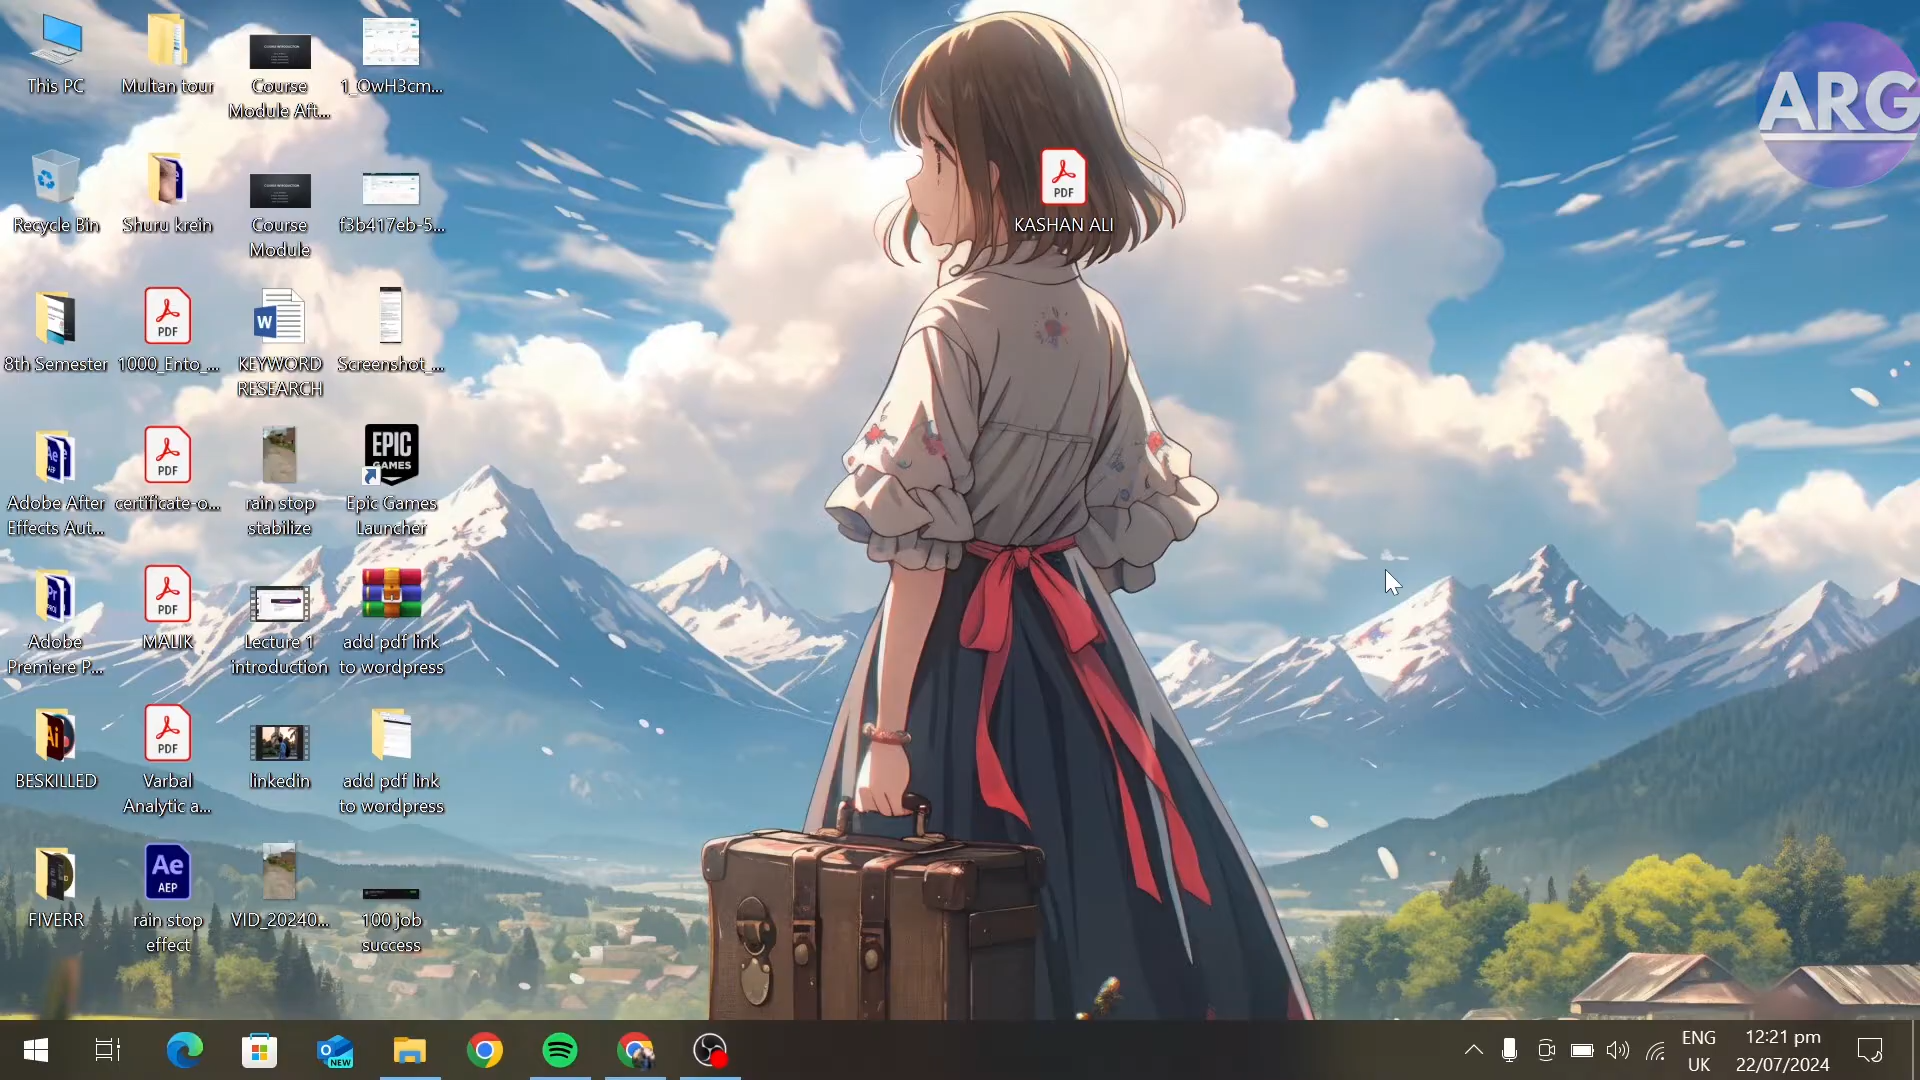 This PC
Multan tour
Course
Module Aft...
1_OwH3cm...
Recycle Bin
Shuru krein
Course
Module
f3b417eb-5...
8th Semester
PDF
1000_Ento_...
W
KEYWORD
RESEARCH
Screenshot_...
Adobe After
Effects Aut...
PDF
certificate-o...
rain stop
stabilize
EPIC
GAMES
Epic Games
Launcher
Adobe
Premiere P...
PDF
MALIK
Lecture 1
introduction
add pdf link
to wordpress
BESKILLED
PDF
Varbal
Analytic a...
linkedin
add pdf link
to wordpress
FIVERR
Ae
AEP
rain stop
effect
VID_20240...
100 job
success
PDF
KASHAN ALI
ARG
NEW
ENG
UK
12:21 pm
22/07/2024